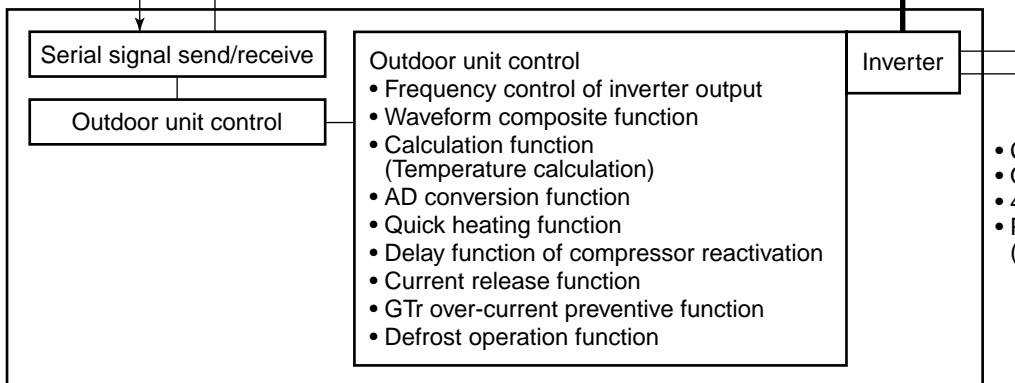 Serial signal send/receive
Outdoor unit control
Outdoor unit control
• Frequency control of inverter output
• Waveform composite function
• Calculation function
(Temperature calculation)
• AD conversion function
• Quick heating function
• Delay function of compressor reactivation
• Current release function
• GTr over-current preventive function
• Defrost operation function
Inverter